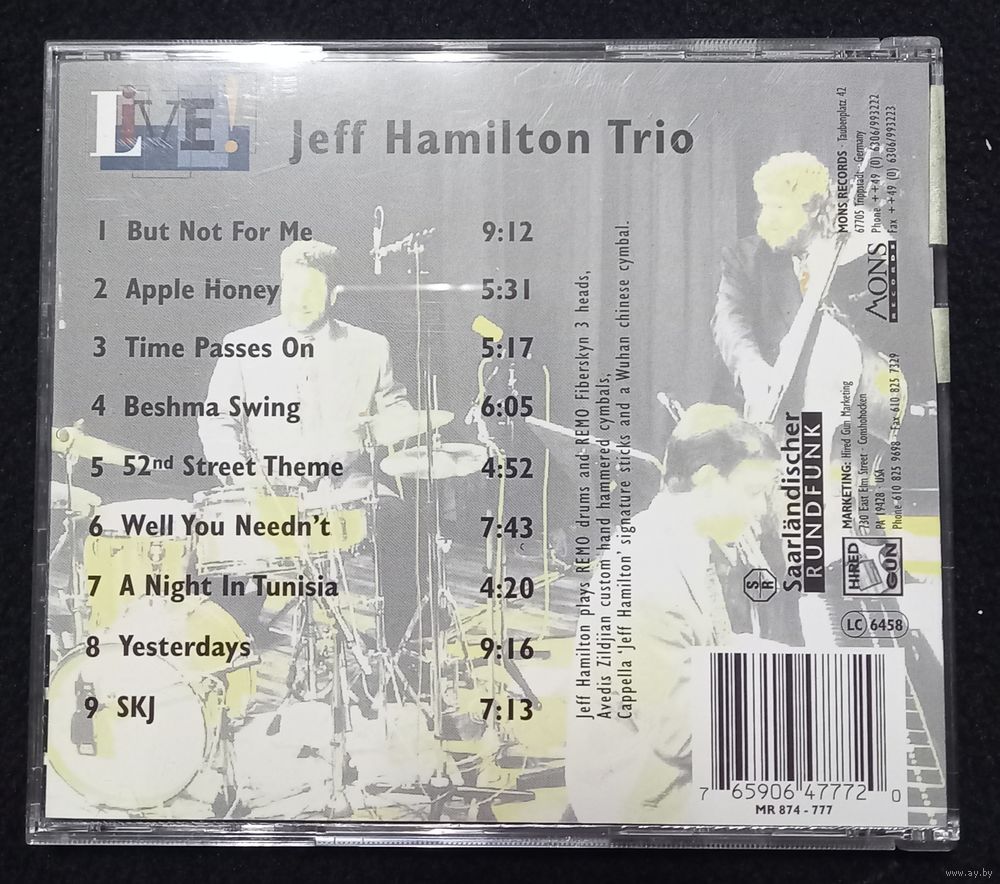 LiVE!
Jeff Hamilton Trio
1 But Not For Me 9:12
2 Apple Honey 5:31
3 Time Passes On 5:17
4 Beshma Swing 6:05
5 52nd Street Theme 4:52
6 Well You Needn't 7:43
7 A Night In Tunisia 4:20
8 Yesterdays 9:16
9 SKJ 7:13
Jeff Hamilton plays REMO drums and REMO Fiberskyn 3 heads,
Avedis Zildjian custom hand hammered cymbals,
Cappella 'Jeff Hamilton' signature sticks and a Wuhan chinese cymbal.
MONS RECORDS · Taubenplatz 42
67705 Trippstadt · Germany
Phone ++49 (0) 6306/993222
Fax ++49 (0) 6306/993223
MONS
RECORDS
Saarländischer
RUNDFUNK
SR
MARKETING: Hired Gun Marketing
730 East Elm Street · Conshohocken
PA 19428 · USA
Phone 610 825 9698 · Fax 610 825 7329
HIRED
GUN
LC 6458
7 65906 47772 0
MR 874 - 777
www.ay.by